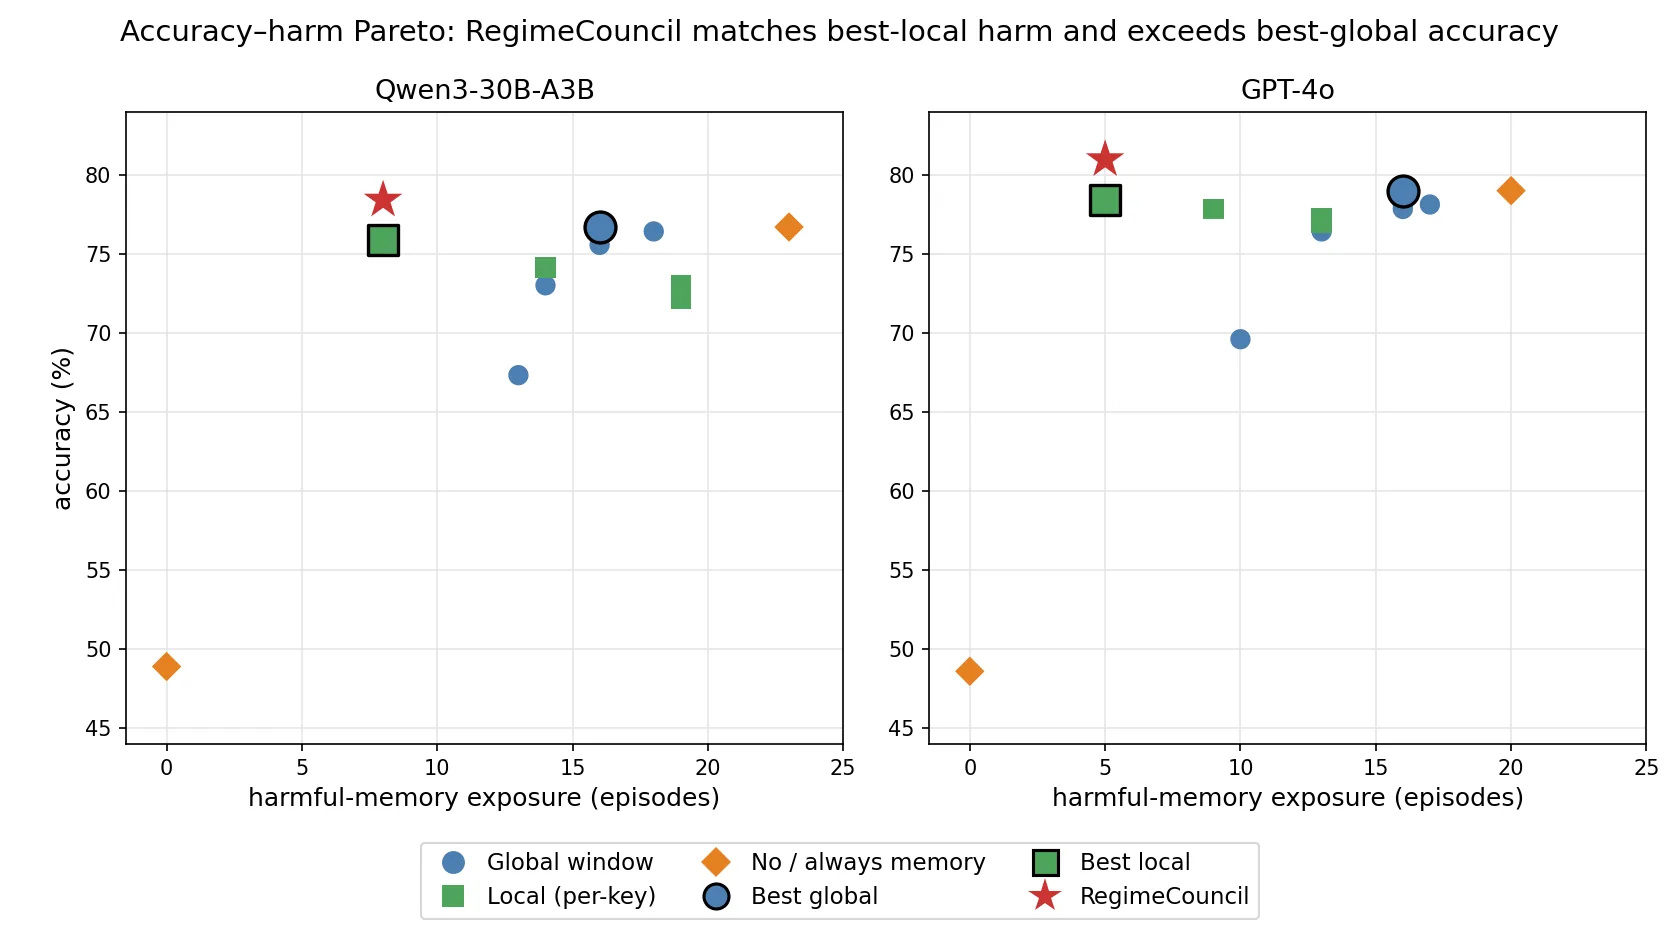 Accuracy–harm Pareto: RegimeCouncil matches best-local harm and exceeds best-global accuracy
Qwen3-30B-A3B
accuracy (%)
80
75
70
65
60
55
50
45
0 5 10 15 20 25
harmful-memory exposure (episodes)
GPT-4o
80
75
70
65
60
55
50
45
0 5 10 15 20 25
harmful-memory exposure (episodes)
Global window
Local (per-key)
No / always memory
Best global
Best local
RegimeCouncil